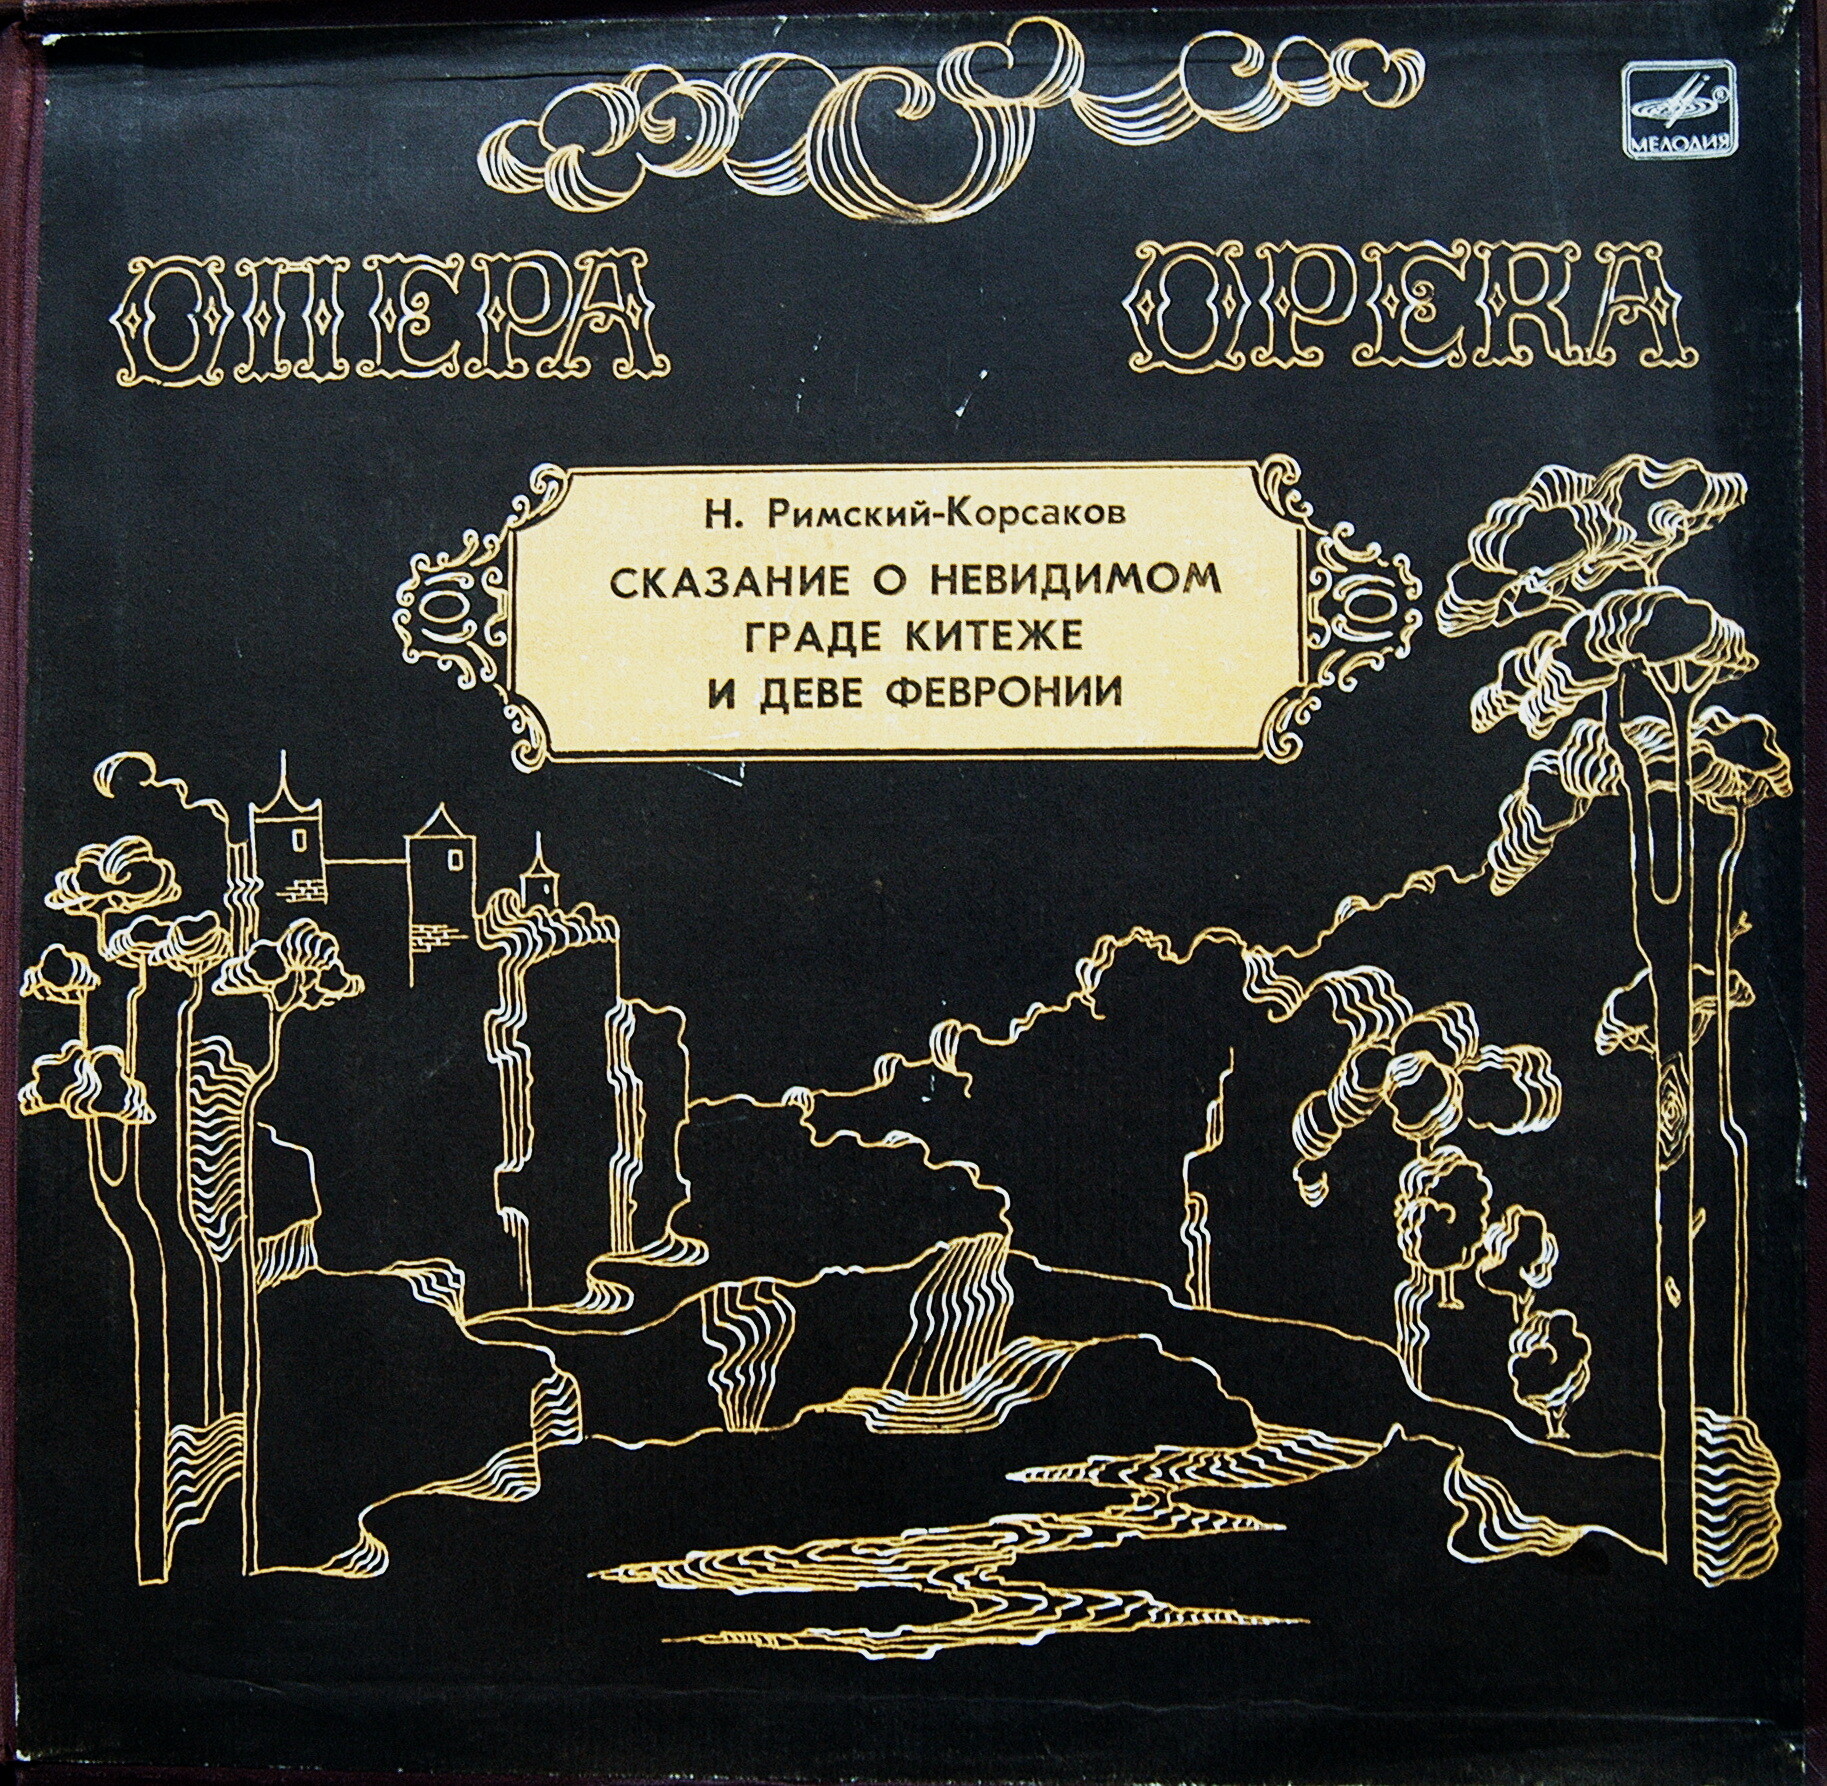 МЕЛОДИЯ
ОПЕРА OPERA
Н. Римский-Корсаков
СКАЗАНИЕ О НЕВИДИМОМ
ГРАДЕ КИТЕЖЕ
И ДЕВЕ ФЕВРОНИИ